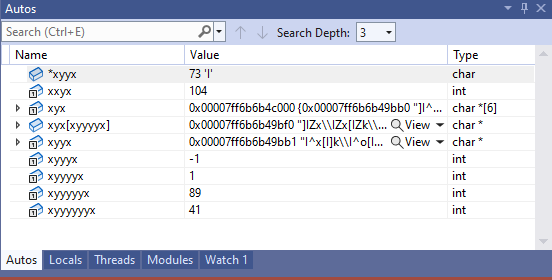 Autos
Search (Ctrl+E) Search Depth: 3
Name Value Type
*xyyx 73 'I' char
xxyx 104 int
xyx 0x00007ff6b6b4c000 {0x00007ff6b6b49bb0 "]I^... char *[6]
xyx[xyyyyx] 0x00007ff6b6b49bf0 "]IZx\\IZx[IZk\\... View char *
xyyx 0x00007ff6b6b49bb1 "I^x[I]k\\I^o[I... View char *
xyyyx -1 int
xyyyyx 1 int
xyyyyyx 89 int
xyyyyyyx 41 int
Autos Locals Threads Modules Watch 1